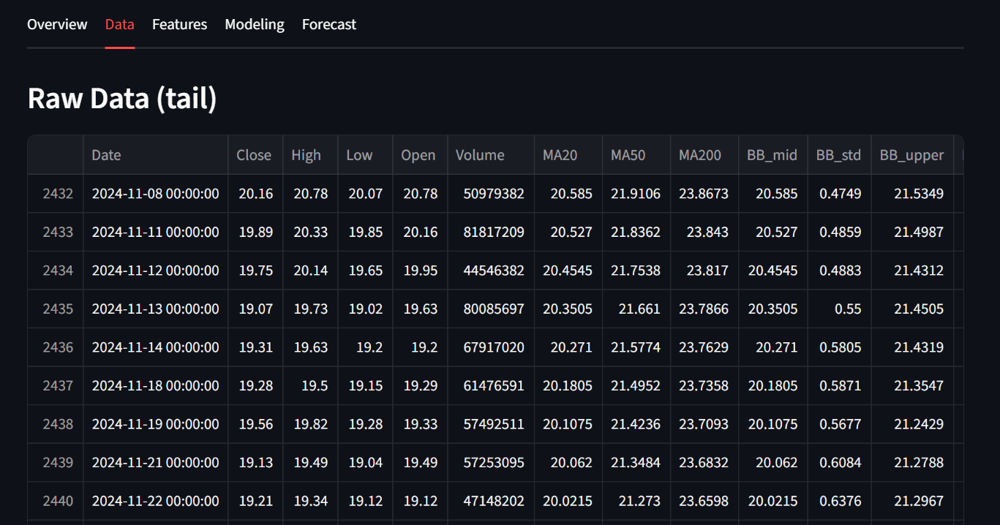 Overview Data Features Modeling Forecast
Raw Data (tail)
Date Close High Low Open Volume MA20 MA50 MA200 BB_mid BB_std BB_upper
2432 2024-11-08 00:00:00 20.16 20.78 20.07 20.78 50979382 20.585 21.9106 23.8673 20.585 0.4749 21.5349
2433 2024-11-11 00:00:00 19.89 20.33 19.85 20.16 81817209 20.527 21.8362 23.843 20.527 0.4859 21.4987
2434 2024-11-12 00:00:00 19.75 20.14 19.65 19.95 44546382 20.4545 21.7538 23.817 20.4545 0.4883 21.4312
2435 2024-11-13 00:00:00 19.07 19.73 19.02 19.63 80085697 20.3505 21.661 23.7866 20.3505 0.55 21.4505
2436 2024-11-14 00:00:00 19.31 19.63 19.2 19.2 67917020 20.271 21.5774 23.7629 20.271 0.5805 21.4319
2437 2024-11-18 00:00:00 19.28 19.5 19.15 19.29 61476591 20.1805 21.4952 23.7358 20.1805 0.5871 21.3547
2438 2024-11-19 00:00:00 19.56 19.82 19.28 19.33 57492511 20.1075 21.4236 23.7093 20.1075 0.5677 21.2429
2439 2024-11-21 00:00:00 19.13 19.49 19.04 19.49 57253095 20.062 21.3484 23.6832 20.062 0.6084 21.2788
2440 2024-11-22 00:00:00 19.21 19.34 19.12 19.12 47148202 20.0215 21.273 23.6598 20.0215 0.6376 21.2967